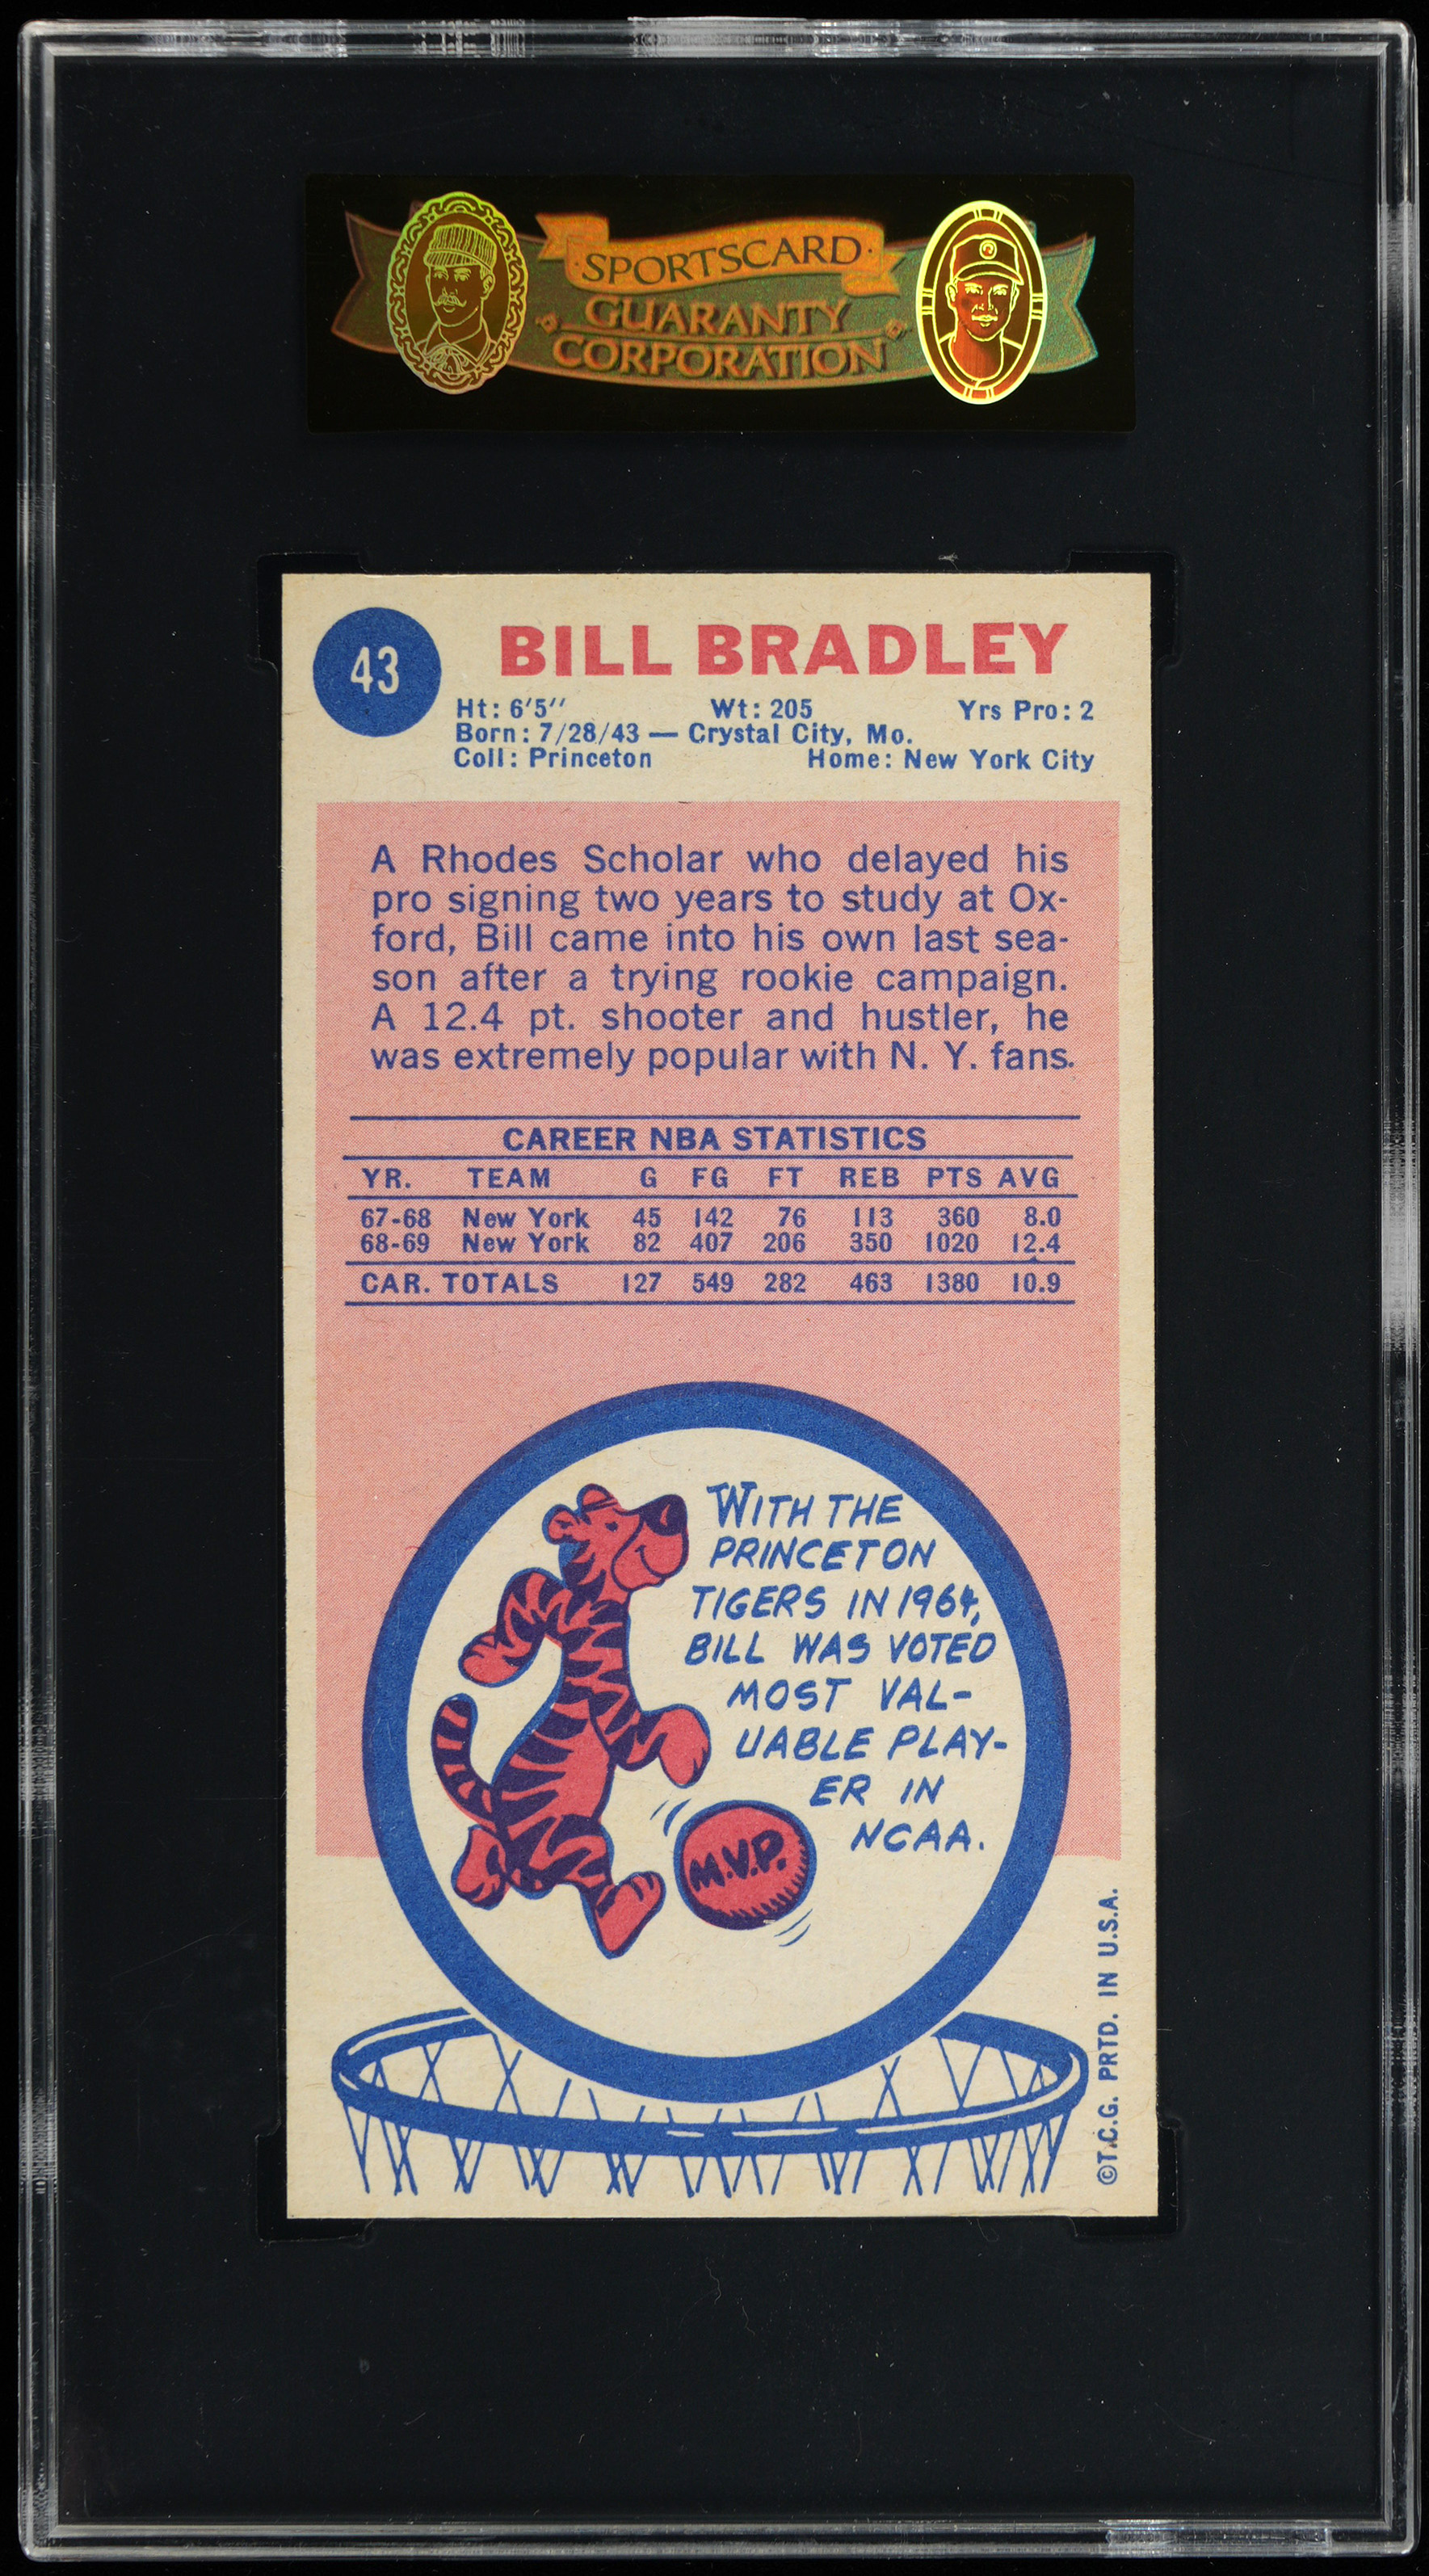 SPORTSCARD
GUARANTY
CORPORATION
43
BILL BRADLEY
Ht: 6'5'' Wt: 205 Yrs Pro: 2
Born: 7/28/43 — Crystal City, Mo.
Coll: Princeton Home: New York City
A Rhodes Scholar who delayed his
pro signing two years to study at Ox-
ford, Bill came into his own last sea-
son after a trying rookie campaign.
A 12.4 pt. shooter and hustler, he
was extremely popular with N. Y. fans.
CAREER NBA STATISTICS
YR. TEAM G FG FT REB PTS AVG
67-68 New York 45 142 76 113 360 8.0
68-69 New York 82 407 206 350 1020 12.4
CAR. TOTALS 127 549 282 463 1380 10.9
WITH THE
PRINCETON
TIGERS IN 1964,
BILL WAS VOTED
MOST VAL-
UABLE PLAY-
ER IN
NCAA.
M.V.P.
©T.C.G. PRTD. IN U.S.A.